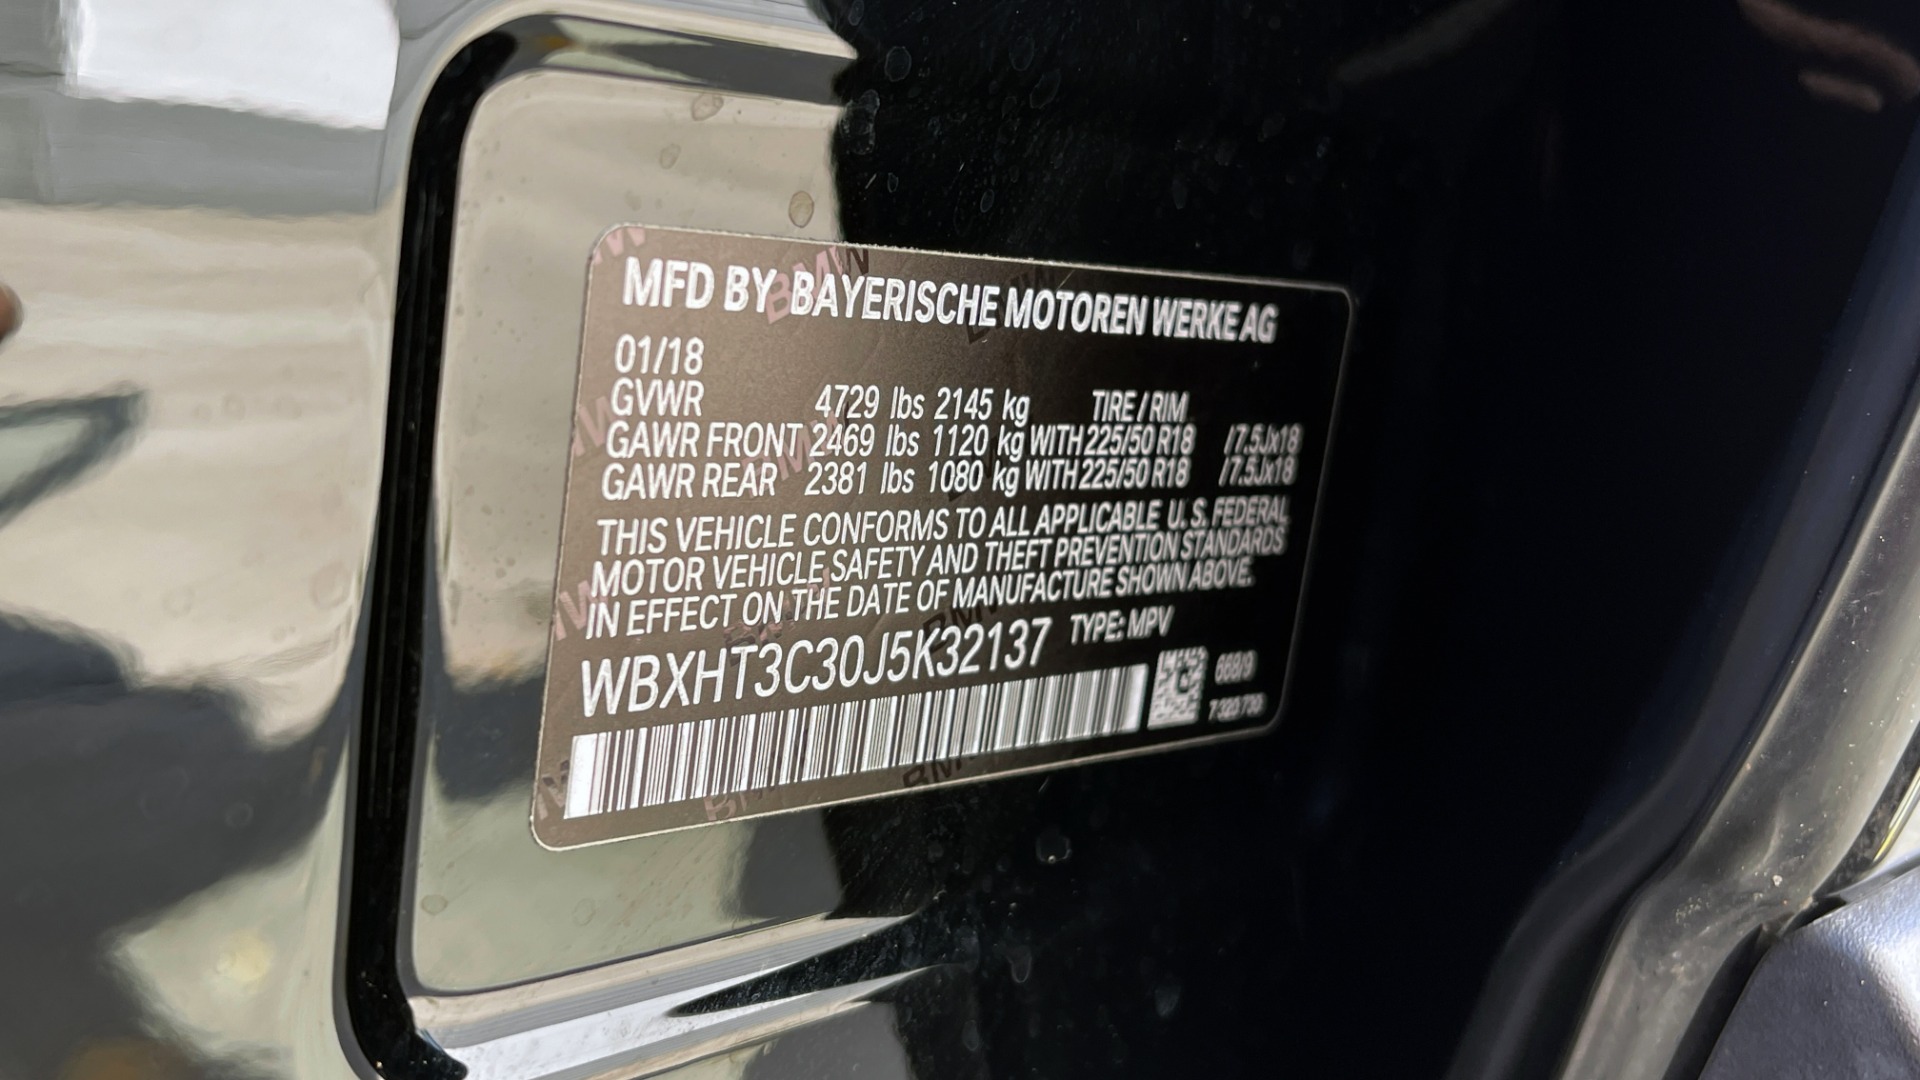 MFD BY BAYERISCHE MOTOREN WERKE AG
01/18
GVWR 4729 lbs 2145 kg TIRE / RIM
GAWR FRONT 2469 lbs 1120 kg WITH 225/50 R18 /7.5Jx18
GAWR REAR 2381 lbs 1080 kg WITH 225/50 R18 /7.5Jx18
THIS VEHICLE CONFORMS TO ALL APPLICABLE U.S. FEDERAL
MOTOR VEHICLE SAFETY AND THEFT PREVENTION STANDARDS
IN EFFECT ON THE DATE OF MANUFACTURE SHOWN ABOVE.
WBXHT3C30J5K32137 TYPE: MPV